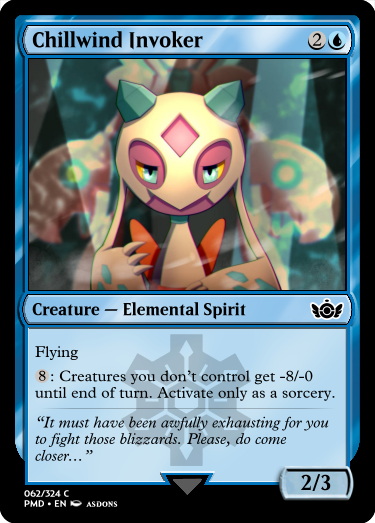 Chillwind Invoker 2
Creature — Elemental Spirit
Flying
8 : Creatures you don't control get -8/-0
until end of turn. Activate only as a sorcery.
“It must have been awfully exhausting for you
to fight those blizzards. Please, do come
closer…”
2/3
062/324 C
PMD • EN ASDONS